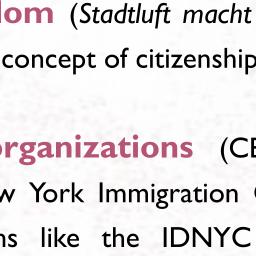 dom (Stadtluft macht
concept of citizenship
organizations (CE
w York Immigration
ns like the IDNYC